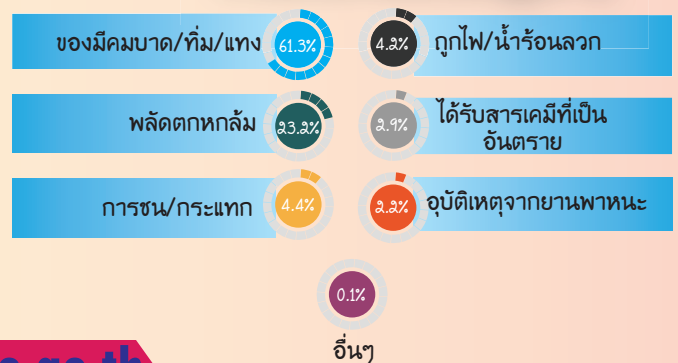 ของมีคมบาด/ทิ่ม/แทง 61.3%
4.2% ถูกไฟ/น้ำร้อนลวก
พลัดตกหกล้ม 23.2%
2.9% ได้รับสารเคมีที่เป็น
อันตราย
การชน/กระแทก 4.4%
2.2% อุบัติเหตุจากยานพาหนะ
0.1%
อื่นๆ